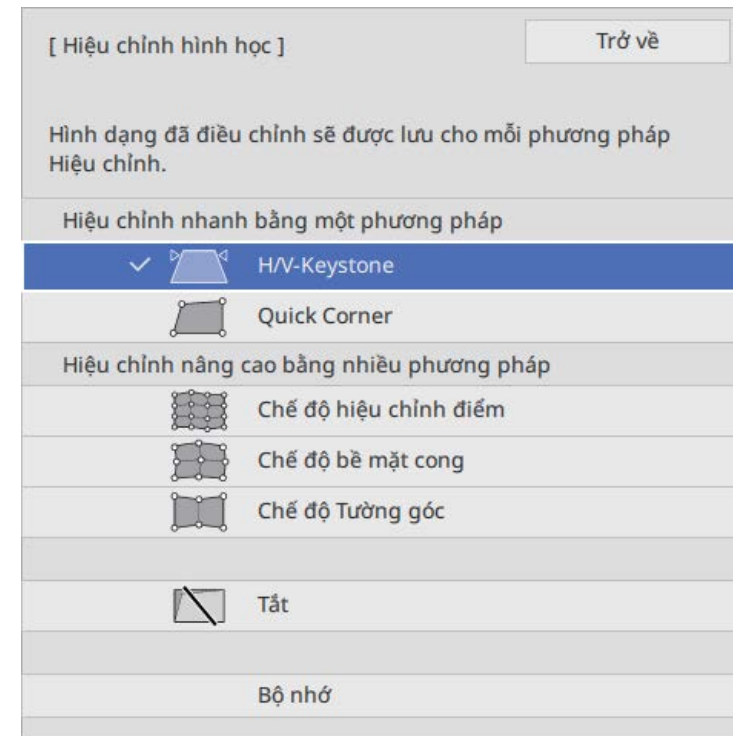 [ Hiệu chỉnh hình học ]
Trở về
Hình dạng đã điều chỉnh sẽ được lưu cho mỗi phương pháp
Hiệu chỉnh.
Hiệu chỉnh nhanh bằng một phương pháp
H/V-Keystone
Quick Corner
Hiệu chỉnh nâng cao bằng nhiều phương pháp
Chế độ hiệu chỉnh điểm
Chế độ bề mặt cong
Chế độ Tường góc
Tắt
Bộ nhớ